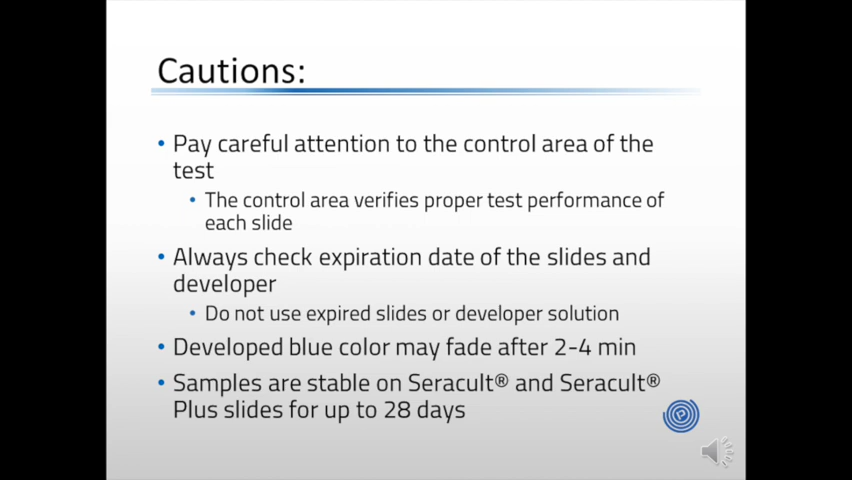 Cautions:
• Pay careful attention to the control area of the
test
• The control area verifies proper test performance of
each slide
• Always check expiration date of the slides and
developer
• Do not use expired slides or developer solution
• Developed blue color may fade after 2-4 min
• Samples are stable on Seracult® and Seracult®
Plus slides for up to 28 days
P